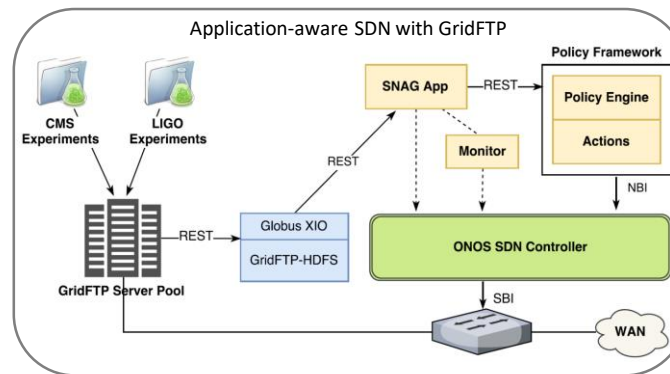 Application-aware SDN with GridFTP
CMS
Experiments
LIGO
Experiments
GridFTP Server Pool
REST
Globus XIO
GridFTP-HDFS
REST
SNAG App
REST
Monitor
Policy Framework
Policy Engine
Actions
NBI
ONOS SDN Controller
SBI
WAN